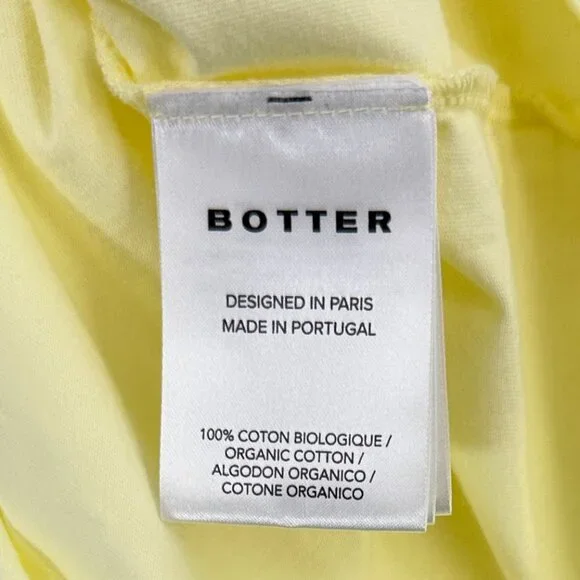 BOTTER
DESIGNED IN PARIS
MADE IN PORTUGAL
100% COTON BIOLOGIQUE /
ORGANIC COTTON /
ALGODON ORGANICO /
COTONE ORGANICO